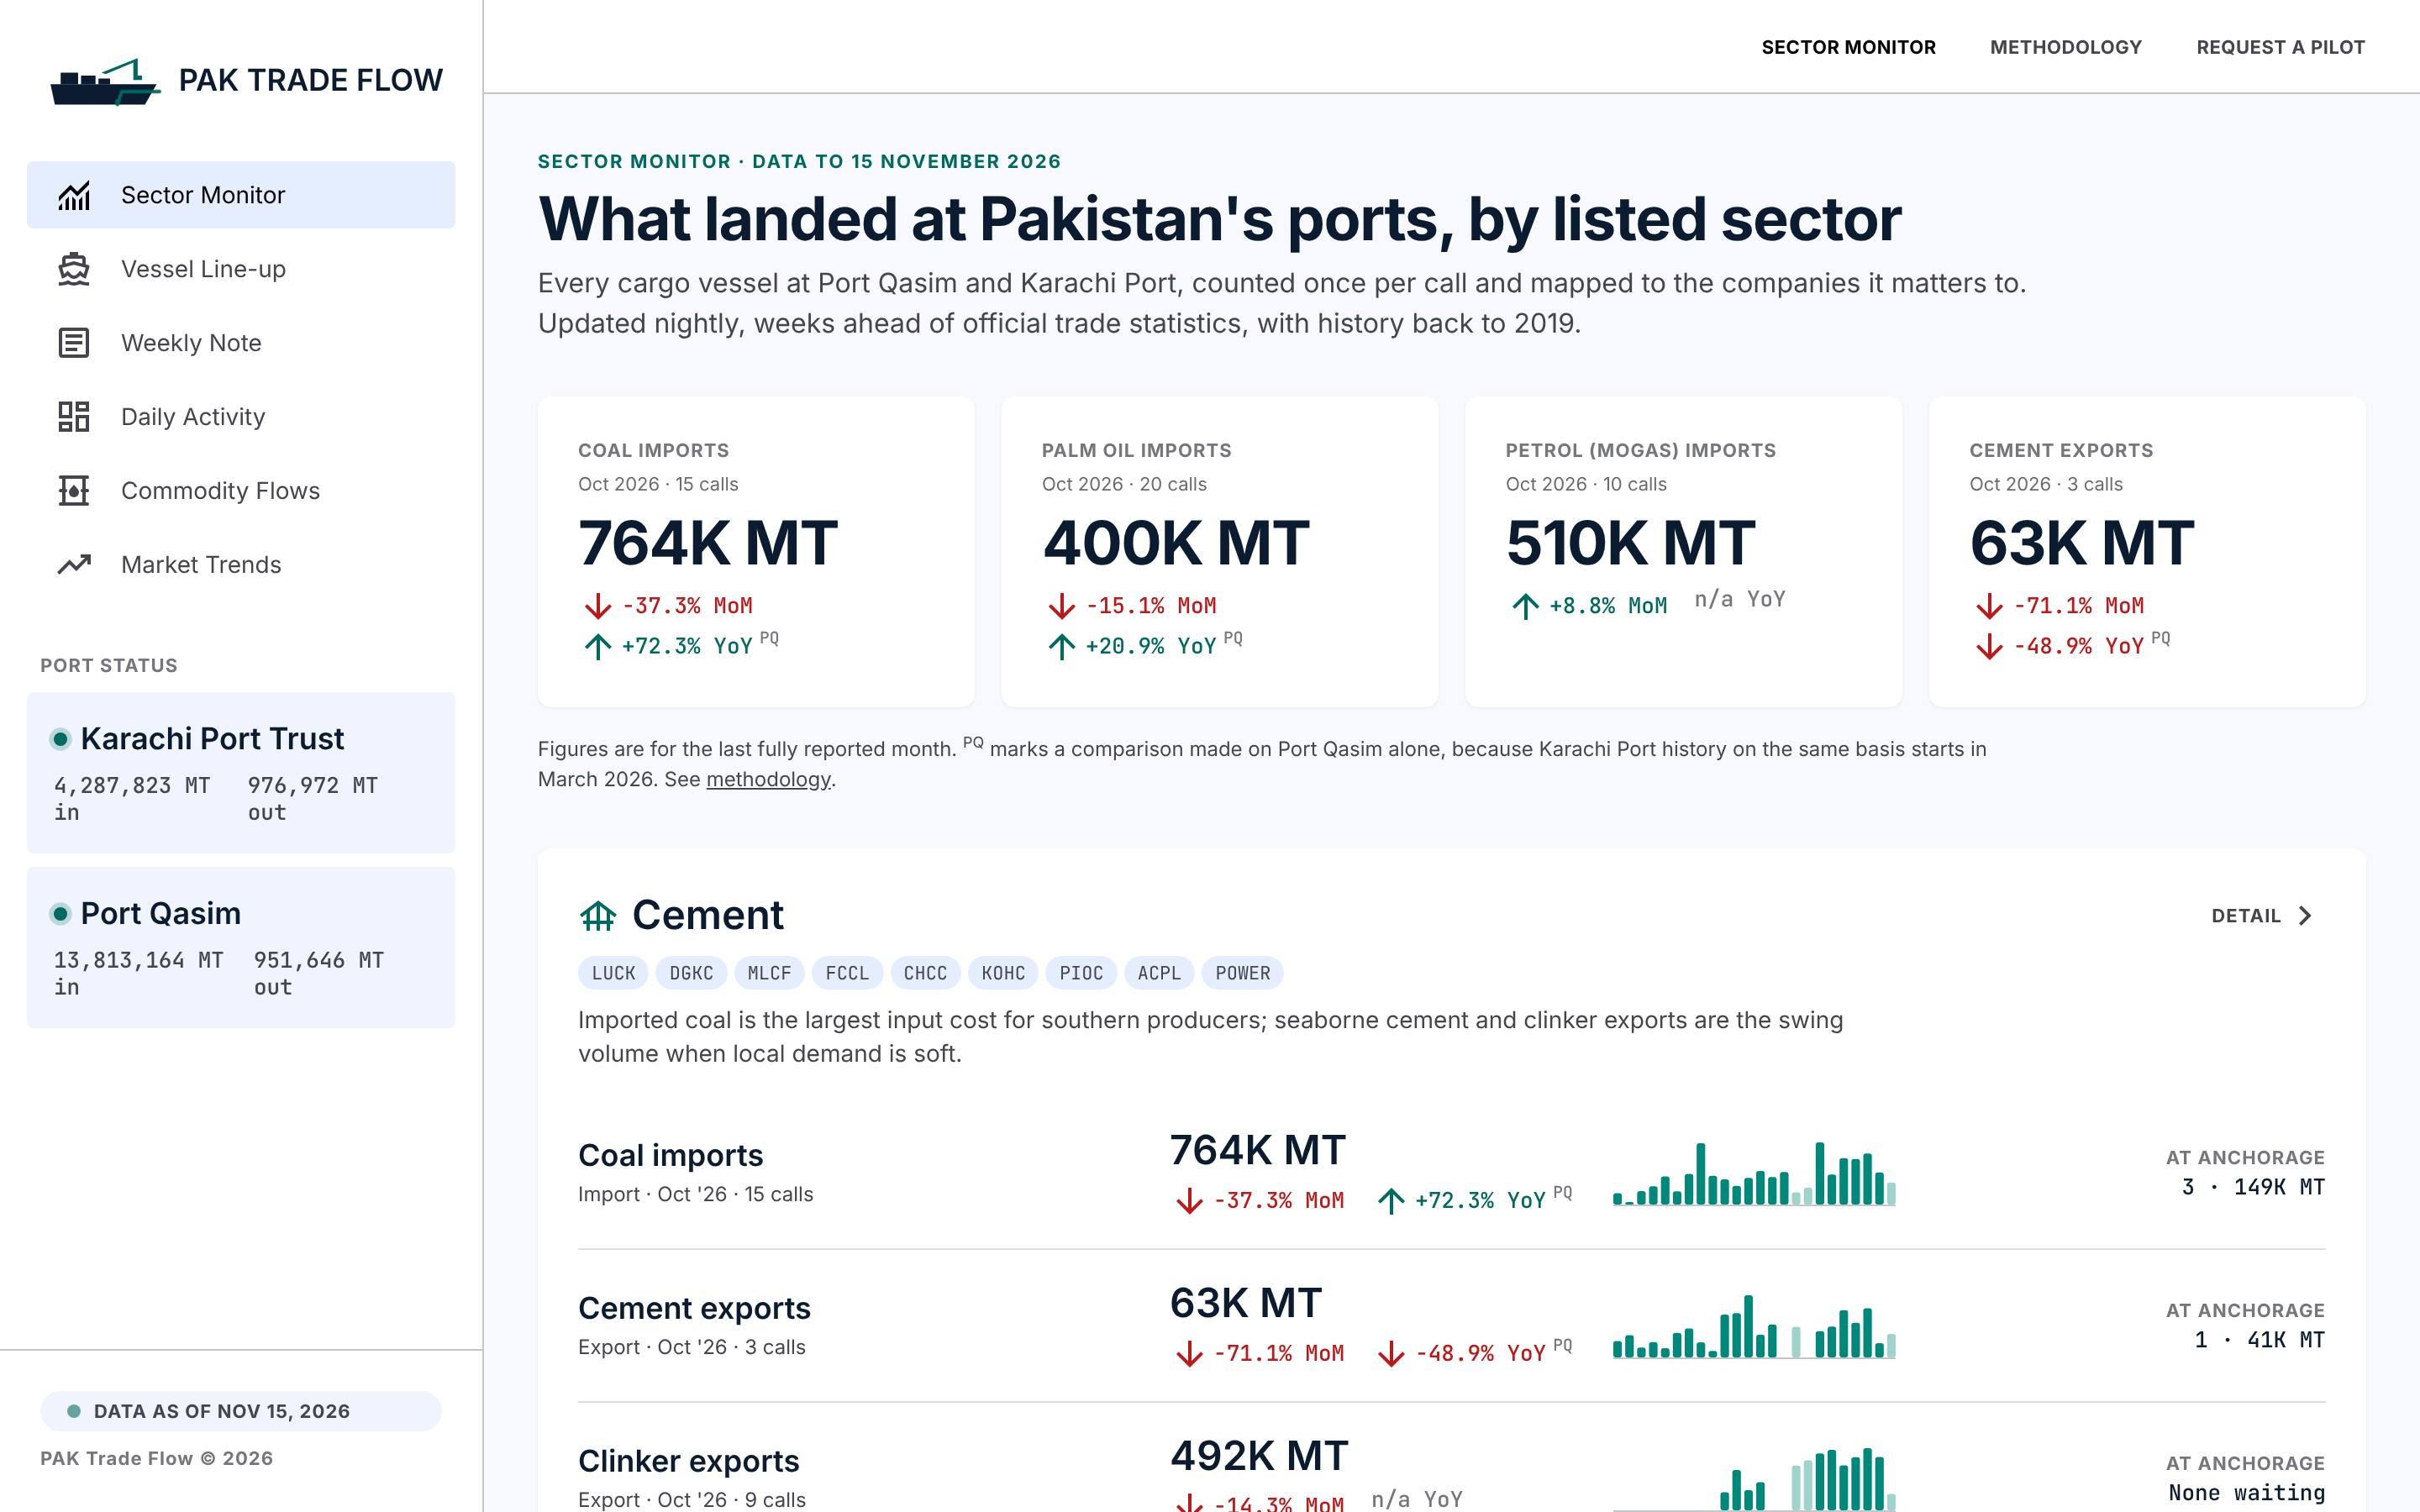 PAK TRADE FLOW
Sector Monitor
Vessel Line-up
Weekly Note
Daily Activity
Commodity Flows
Market Trends
PORT STATUS
Karachi Port Trust
4,287,823 MT in
976,972 MT out
Port Qasim
13,813,164 MT in
951,646 MT out
DATA AS OF NOV 15, 2026
PAK Trade Flow © 2026
SECTOR MONITOR
METHODOLOGY
REQUEST A PILOT
SECTOR MONITOR · DATA TO 15 NOVEMBER 2026
What landed at Pakistan's ports, by listed sector
Every cargo vessel at Port Qasim and Karachi Port, counted once per call and mapped to the companies it matters to.
Updated nightly, weeks ahead of official trade statistics, with history back to 2019.
COAL IMPORTS
Oct 2026 · 15 calls
764K MT
-37.3% MoM
+72.3% YoY PQ
PALM OIL IMPORTS
Oct 2026 · 20 calls
400K MT
-15.1% MoM
+20.9% YoY PQ
PETROL (MOGAS) IMPORTS
Oct 2026 · 10 calls
510K MT
+8.8% MoM n/a YoY
CEMENT EXPORTS
Oct 2026 · 3 calls
63K MT
-71.1% MoM
-48.9% YoY PQ
Figures are for the last fully reported month. PQ marks a comparison made on Port Qasim alone, because Karachi Port history on the same basis starts in
March 2026. See methodology.
Cement
DETAIL
LUCK DGKC MLCF FCCL CHCC KOHC PIOC ACPL POWER
Imported coal is the largest input cost for southern producers; seaborne cement and clinker exports are the swing
volume when local demand is soft.
Coal imports
Import · Oct '26 · 15 calls
764K MT
-37.3% MoM +72.3% YoY PQ
AT ANCHORAGE
3 · 149K MT
Cement exports
Export · Oct '26 · 3 calls
63K MT
-71.1% MoM -48.9% YoY PQ
AT ANCHORAGE
1 · 41K MT
Clinker exports
Export · Oct '26 · 9 calls
492K MT
-14.3% MoM n/a YoY
AT ANCHORAGE
None waiting